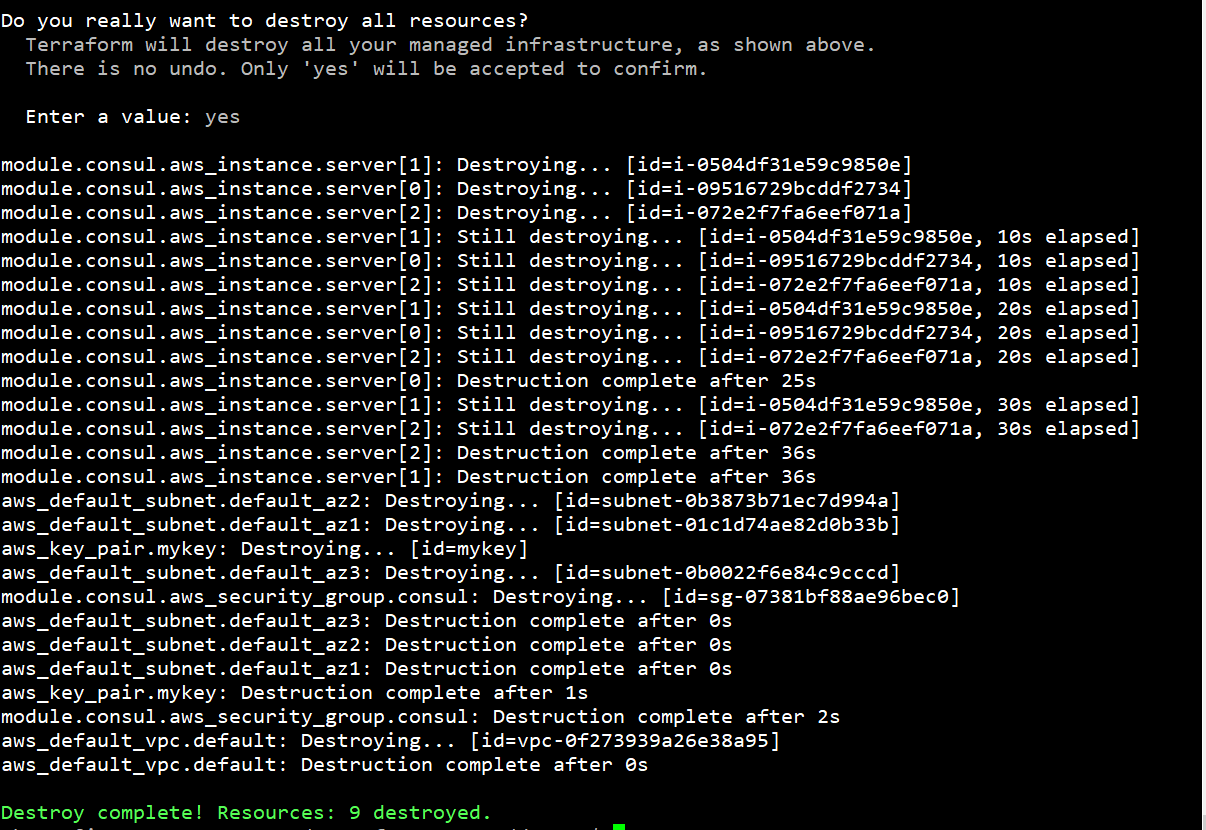 Do you really want to destroy all resources?
  Terraform will destroy all your managed infrastructure, as shown above.
  There is no undo. Only 'yes' will be accepted to confirm.

  Enter a value: yes

module.consul.aws_instance.server[1]: Destroying... [id=i-0504df31e59c9850e]
module.consul.aws_instance.server[0]: Destroying... [id=i-09516729bcddf2734]
module.consul.aws_instance.server[2]: Destroying... [id=i-072e2f7fa6eef071a]
module.consul.aws_instance.server[1]: Still destroying... [id=i-0504df31e59c9850e, 10s elapsed]
module.consul.aws_instance.server[0]: Still destroying... [id=i-09516729bcddf2734, 10s elapsed]
module.consul.aws_instance.server[2]: Still destroying... [id=i-072e2f7fa6eef071a, 10s elapsed]
module.consul.aws_instance.server[1]: Still destroying... [id=i-0504df31e59c9850e, 20s elapsed]
module.consul.aws_instance.server[0]: Still destroying... [id=i-09516729bcddf2734, 20s elapsed]
module.consul.aws_instance.server[2]: Still destroying... [id=i-072e2f7fa6eef071a, 20s elapsed]
module.consul.aws_instance.server[0]: Destruction complete after 25s
module.consul.aws_instance.server[1]: Still destroying... [id=i-0504df31e59c9850e, 30s elapsed]
module.consul.aws_instance.server[2]: Still destroying... [id=i-072e2f7fa6eef071a, 30s elapsed]
module.consul.aws_instance.server[2]: Destruction complete after 36s
module.consul.aws_instance.server[1]: Destruction complete after 36s
aws_default_subnet.default_az2: Destroying... [id=subnet-0b3873b71ec7d994a]
aws_default_subnet.default_az1: Destroying... [id=subnet-01c1d74ae82d0b33b]
aws_key_pair.mykey: Destroying... [id=mykey]
aws_default_subnet.default_az3: Destroying... [id=subnet-0b0022f6e84c9cccd]
module.consul.aws_security_group.consul: Destroying... [id=sg-07381bf88ae96bec0]
aws_default_subnet.default_az3: Destruction complete after 0s
aws_default_subnet.default_az2: Destruction complete after 0s
aws_default_subnet.default_az1: Destruction complete after 0s
aws_key_pair.mykey: Destruction complete after 1s
module.consul.aws_security_group.consul: Destruction complete after 2s
aws_default_vpc.default: Destroying... [id=vpc-0f273939a26e38a95]
aws_default_vpc.default: Destruction complete after 0s

Destroy complete! Resources: 9 destroyed.